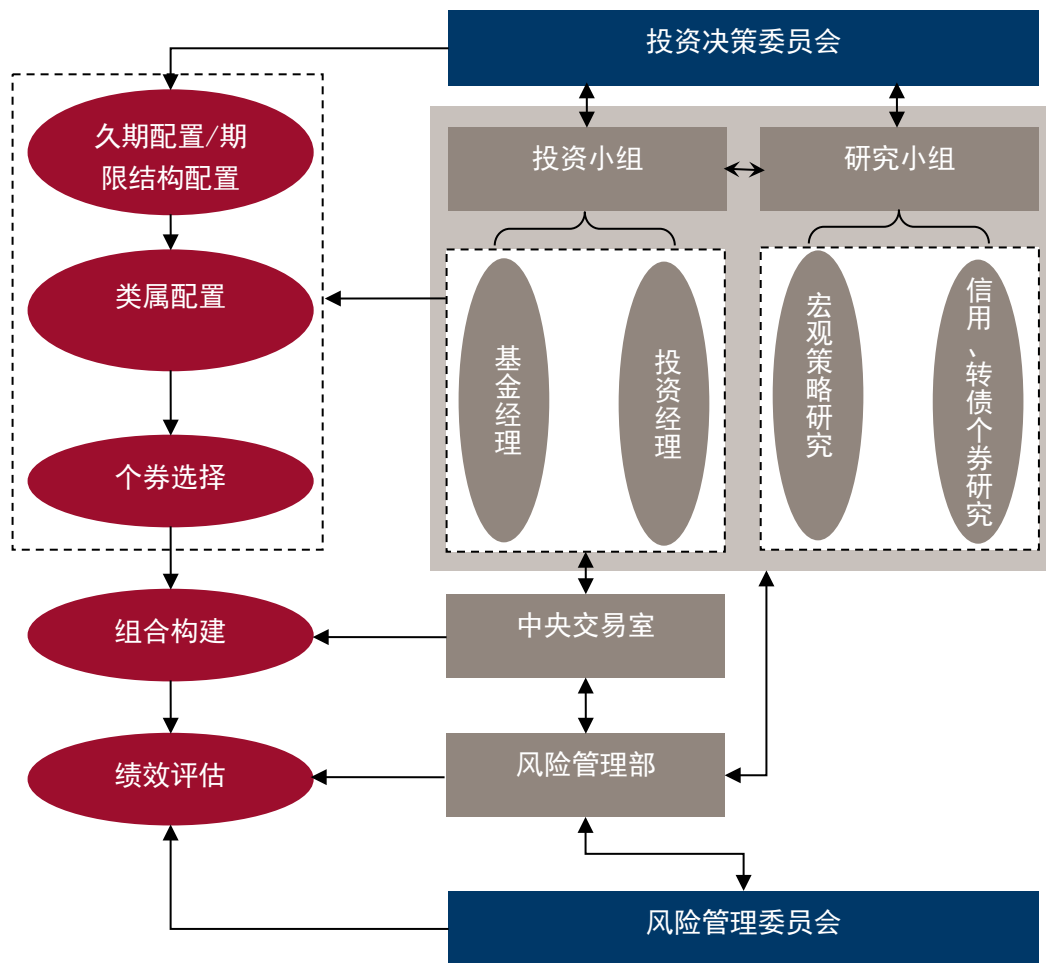 投资决策委员会
久期配置/期
限结构配置
投资小组
研究小组
类属配置
基金经理
投资经理
宏观策略研究
信用、转债个券研究
个券选择
组合构建
中央交易室
绩效评估
风险管理部
风险管理委员会